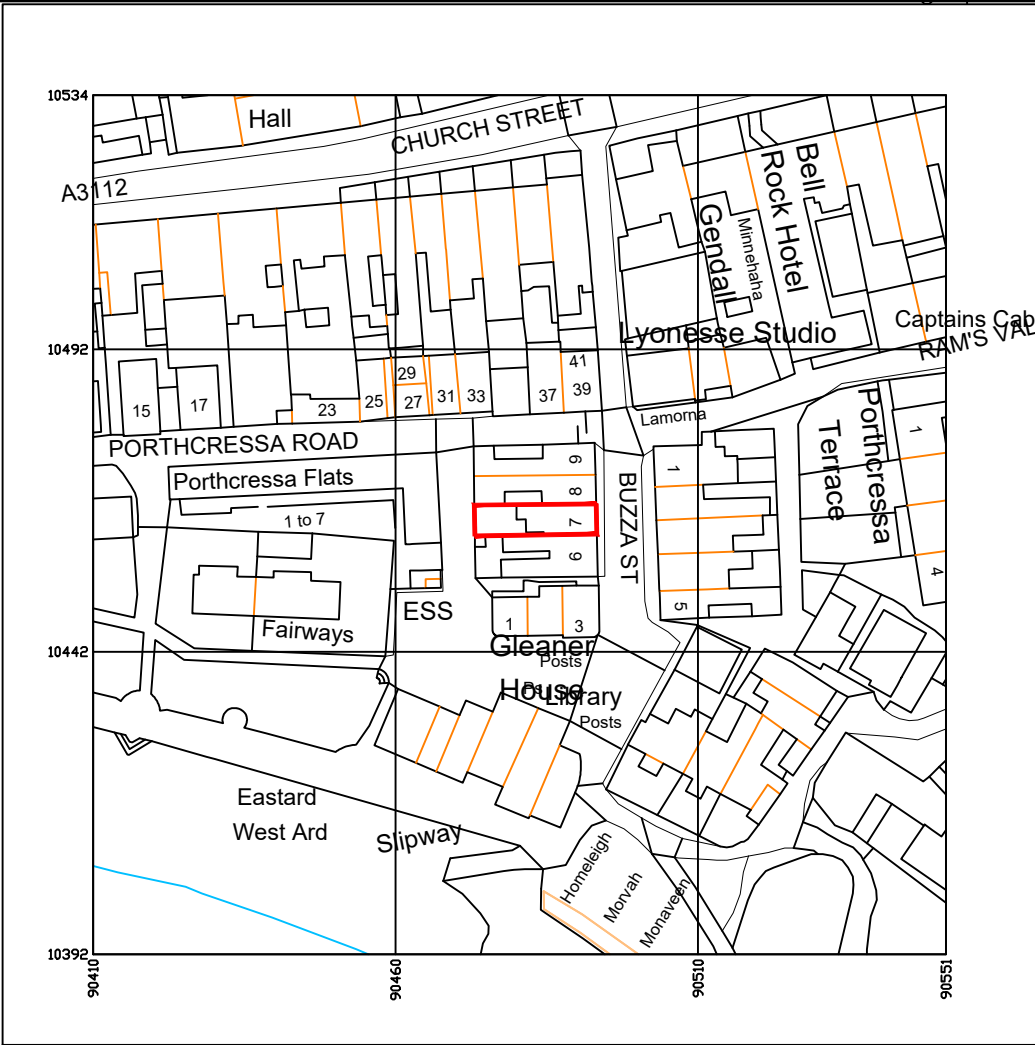 10534
Hall
CHURCH STREET
A3112
Bell
Rock Hotel
Minnehaha
Gendall
Lyonesse Studio
Captains Cab
RAM'S VAL
10492
29
41
15
17
23
25
27
31
33
37
39
Lamorna
PORTHCRESSA ROAD
Porthcressa
Terrace
1
4
Porthcressa Flats
1 to 7
9
8
7
6
BUZZA ST
1
5
ESS
Fairways
1
3
10442
Gleaner
House
Posts
Library
Posts
Eastard
West Ard
Slipway
Homeleigh
Morvah
Monaveen
10392
90410
90460
90510
90551